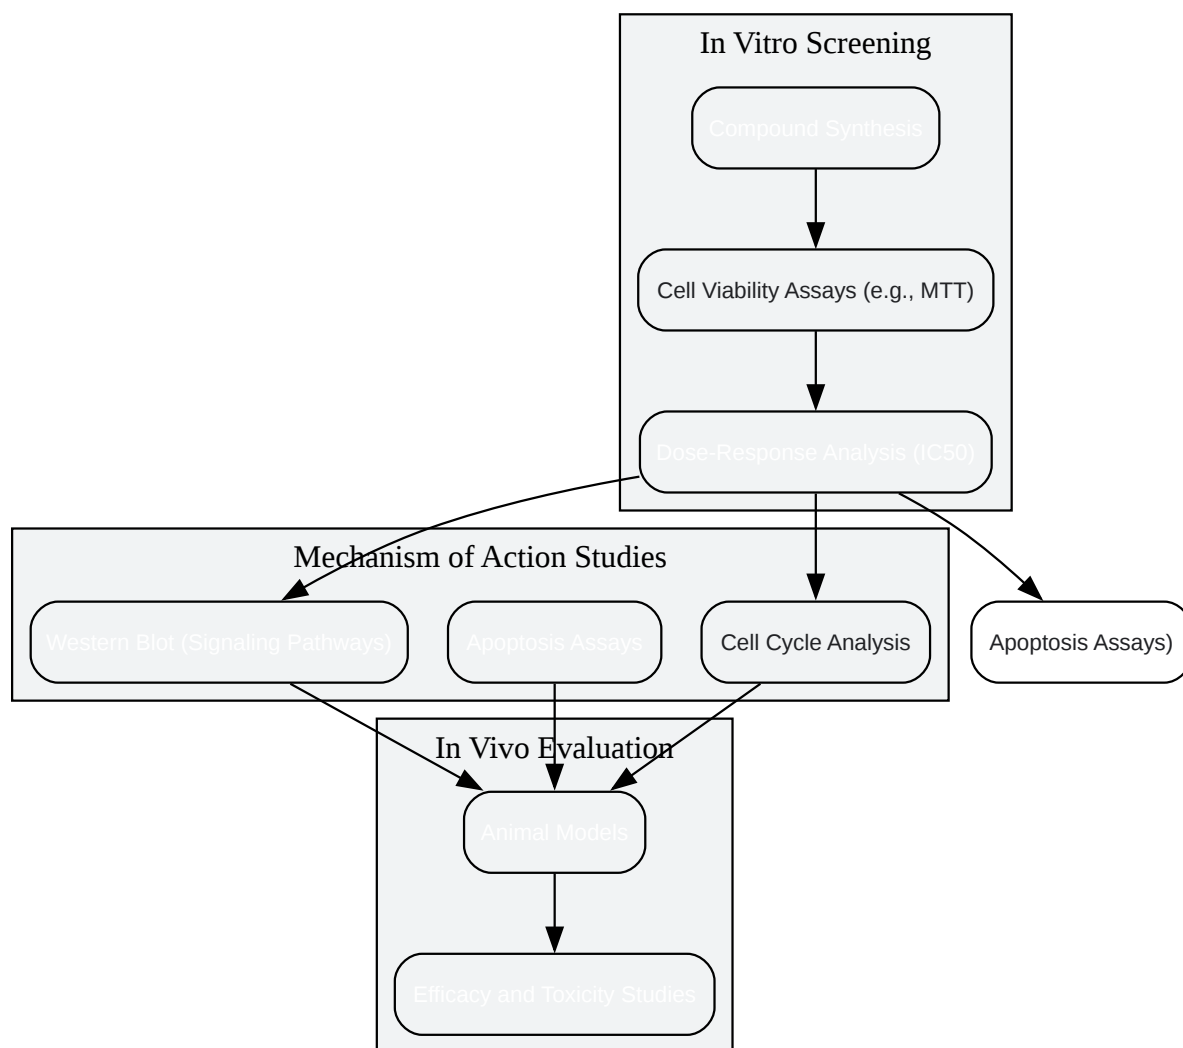 In Vitro Screening
Compound Synthesis
Cell Viability Assays (e.g., MTT)
Dose-Response Analysis (IC50)
Mechanism of Action Studies
Western Blot (Signaling Pathways)
Apoptosis Assays
Cell Cycle Analysis
Apoptosis Assays)
In Vivo Evaluation
Animal Models
Efficacy and Toxicity Studies